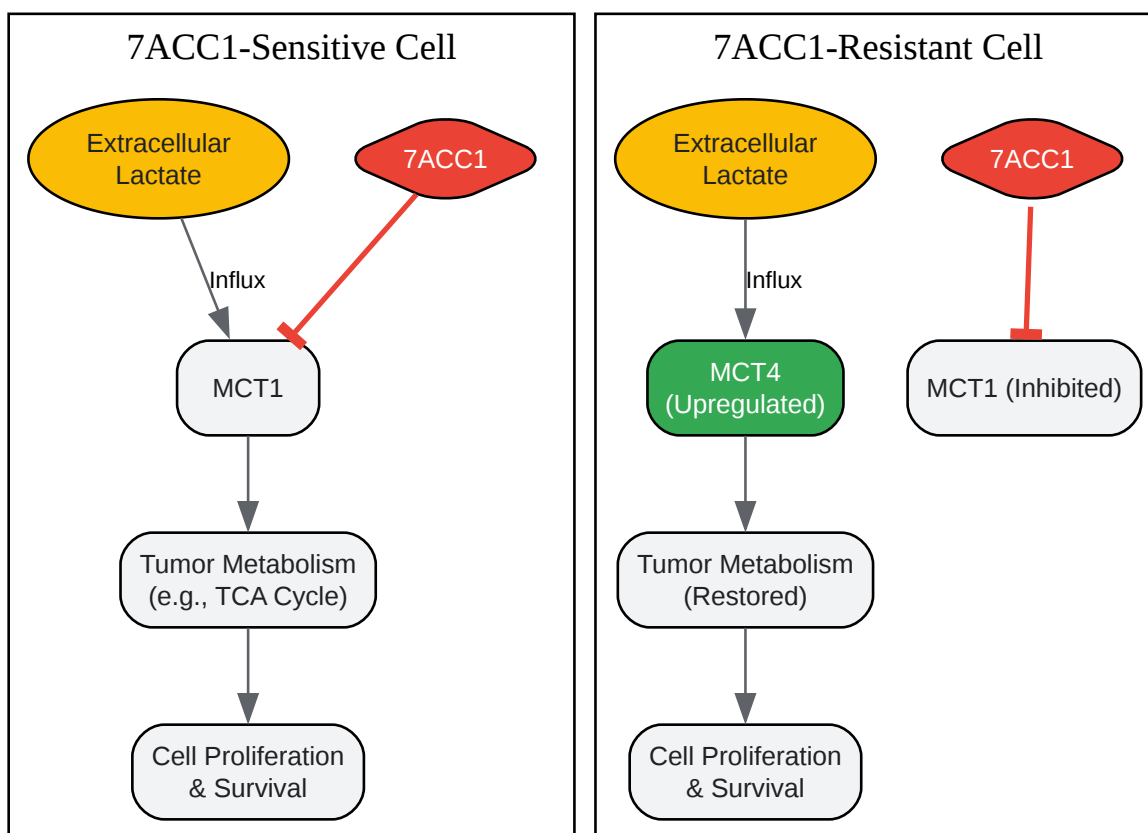 7ACC1-Sensitive Cell
Extracellular
Lactate
7ACC1
Influx
MCT1
Tumor Metabolism
(e.g., TCA Cycle)
Cell Proliferation
& Survival
7ACC1-Resistant Cell
Extracellular
Lactate
7ACC1
Influx
MCT4
(Upregulated)
MCT1 (Inhibited)
Tumor Metabolism
(Restored)
Cell Proliferation
& Survival